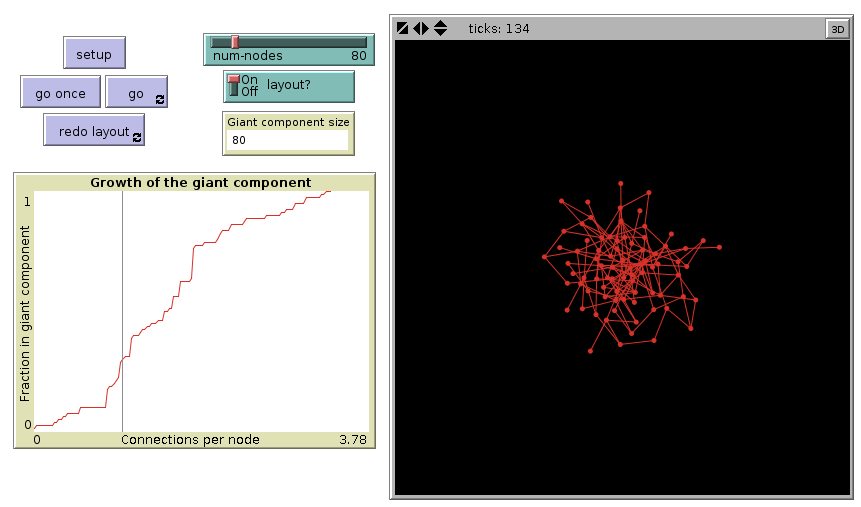 setup
go once
go
redo layout
num-nodes 80
On
Off
layout?
Giant component size
80
Growth of the giant component
1
Fraction in giant component
0
0
Connections per node
3.78
ticks: 134
3D